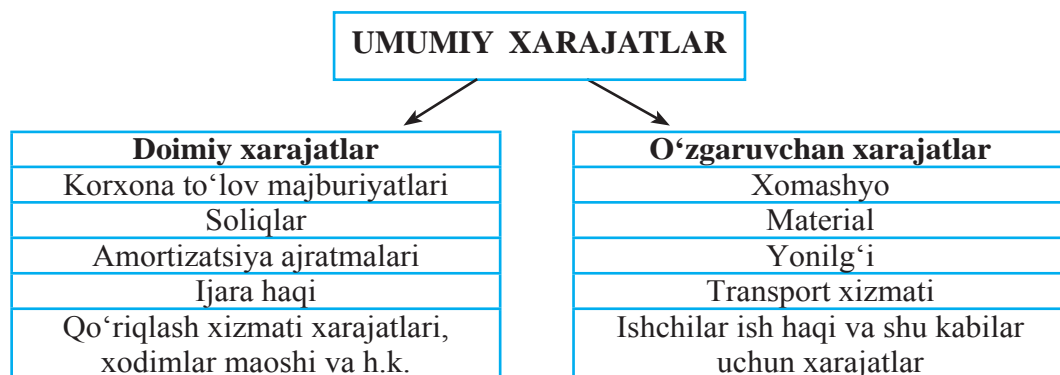 UMUMIY XARAJATLAR
Doimiy xarajatlar
Korxona to‘lov majburiyatlari
Soliqlar
Amortizatsiya ajratmalari
Ijara haqi
Qo‘riqlash xizmati xarajatlari,
xodimlar maoshi va h.k.
O‘zgaruvchan xarajatlar
Xomashyo
Material
Yonilg‘i
Transport xizmati
Ishchilar ish haqi va shu kabilar
uchun xarajatlar